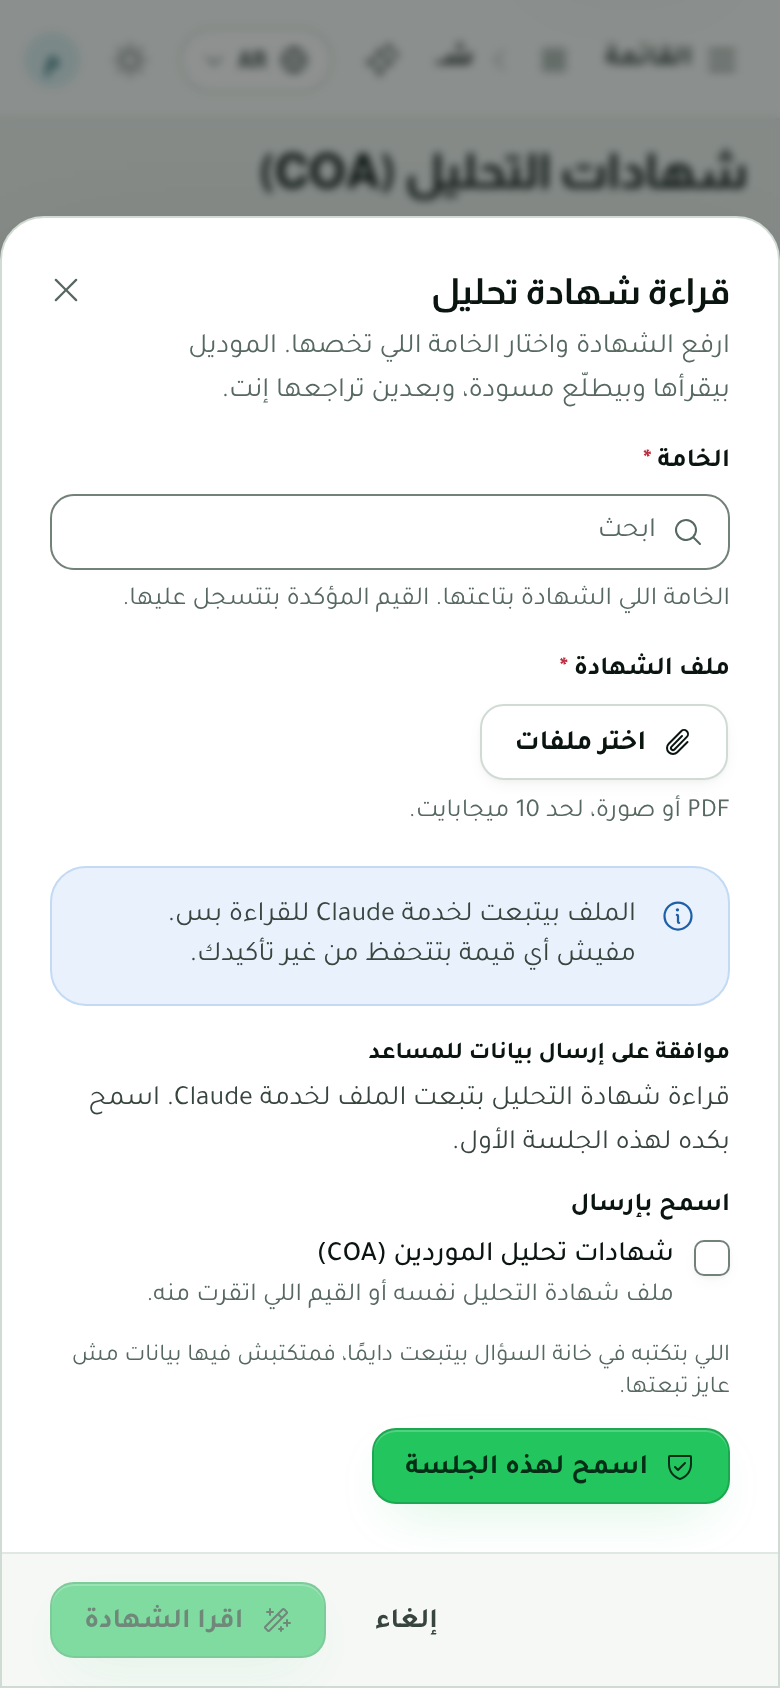 القائمة
AR
شهادات التحليل (COA)
قراءة شهادة تحليل
ارفع الشهادة واختار الخامة اللي تخصها. الموديل
بيقرأها وبيطلّع مسودة، وبعدين تراجعها إنت.
الخامة *
ابحث
الخامة اللي الشهادة بتاعتها. القيم المؤكدة بتتسجل عليها.
ملف الشهادة *
اختر ملفات
PDF أو صورة، لحد 10 ميجابايت.
الملف بيتبعت لخدمة Claude للقراءة بس.
مفيش أي قيمة بتتحفظ من غير تأكيدك.
موافقة على إرسال بيانات للمساعد
قراءة شهادة التحليل بتبعت الملف لخدمة Claude. اسمح
بكده لهذه الجلسة الأول.
اسمح بإرسال
شهادات تحليل الموردين (COA)
ملف شهادة التحليل نفسه أو القيم اللي اتقرت منه.
اللي بتكتبه في خانة السؤال بيتبعت دايمًا، فمتكتبش فيها بيانات مش
عايز تبعتها.
اسمح لهذه الجلسة
إلغاء
اقرا الشهادة